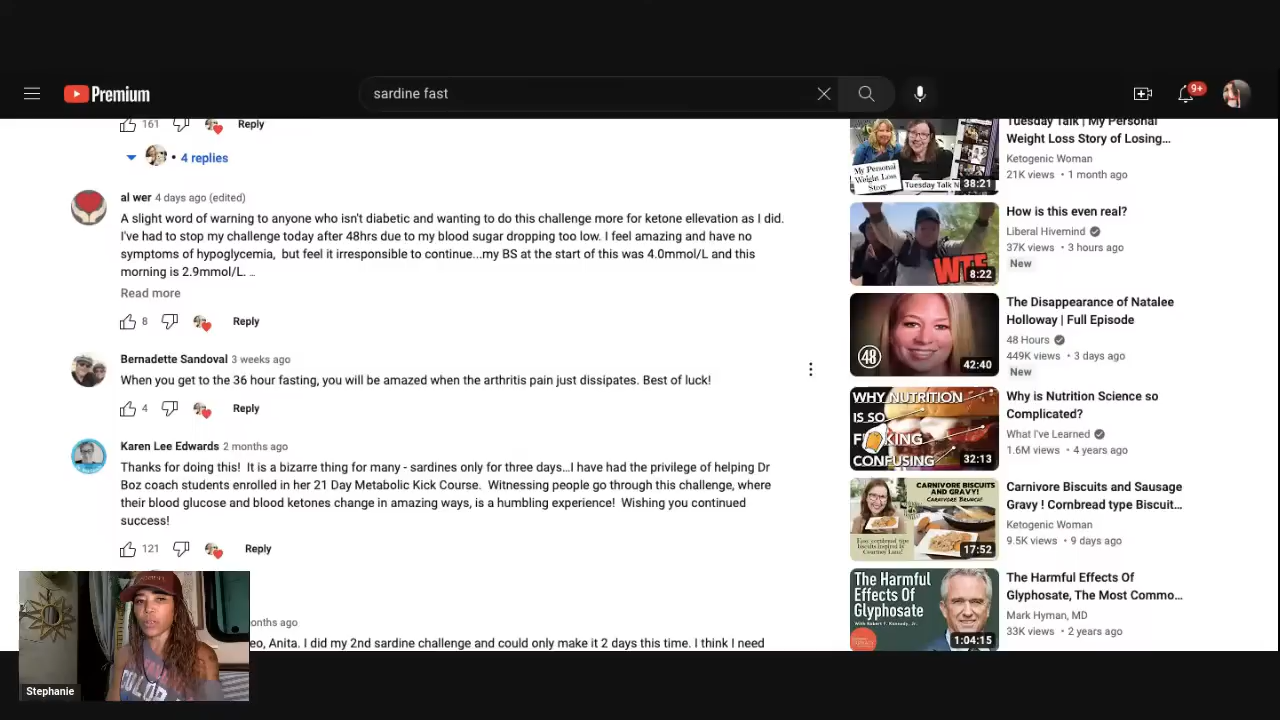 Premium
sardine fast
9+
161
Reply
4 replies
al wer 4 days ago (edited)
A slight word of warning to anyone who isn't diabetic and wanting to do this challenge more for ketone ellevation as I did.
I've had to stop my challenge today after 48hrs due to my blood sugar dropping too low. I feel amazing and have no
symptoms of hypoglycemia, but feel it irresponsible to continue...my BS at the start of this was 4.0mmol/L and this
morning is 2.9mmol/L. ...
Read more
8
Reply
Bernadette Sandoval 3 weeks ago
When you get to the 36 hour fasting, you will be amazed when the arthritis pain just dissipates. Best of luck!
4
Reply
Karen Lee Edwards 2 months ago
Thanks for doing this! It is a bizarre thing for many - sardines only for three days...I have had the privilege of helping Dr
Boz coach students enrolled in her 21 Day Metabolic Kick Course. Witnessing people go through this challenge, where
their blood glucose and blood ketones change in amazing ways, is a humbling experience! Wishing you continued
success!
121
Reply
onths ago
eo, Anita. I did my 2nd sardine challenge and could only make it 2 days this time. I think I need
Stephanie
My Personal
Weight Loss
Story
Tuesday Talk N
38:21
Tuesday Talk | My Personal
Weight Loss Story of Losing...
Ketogenic Woman
21K views • 1 month ago
WTF
8:22
How is this even real?
Liberal Hivemind
37K views • 3 hours ago
New
48
42:40
The Disappearance of Natalee
Holloway | Full Episode
48 Hours
449K views • 3 days ago
New
WHY NUTRITION
IS SO
F KING
CONFUSING
32:13
Why is Nutrition Science so
Complicated?
What I've Learned
1.6M views • 4 years ago
CARNIVORE BISCUITS
AND GRAVY!
CARNIVORE BRUNCH!
17:52
Carnivore Biscuits and Sausage
Gravy ! Cornbread type Biscuit...
Ketogenic Woman
9.5K views • 9 days ago
The Harmful
Effects Of
Glyphosate
With Robert F. Kennedy, Jr.
1:04:15
The Harmful Effects Of
Glyphosate, The Most Commo...
Mark Hyman, MD
33K views • 2 years ago